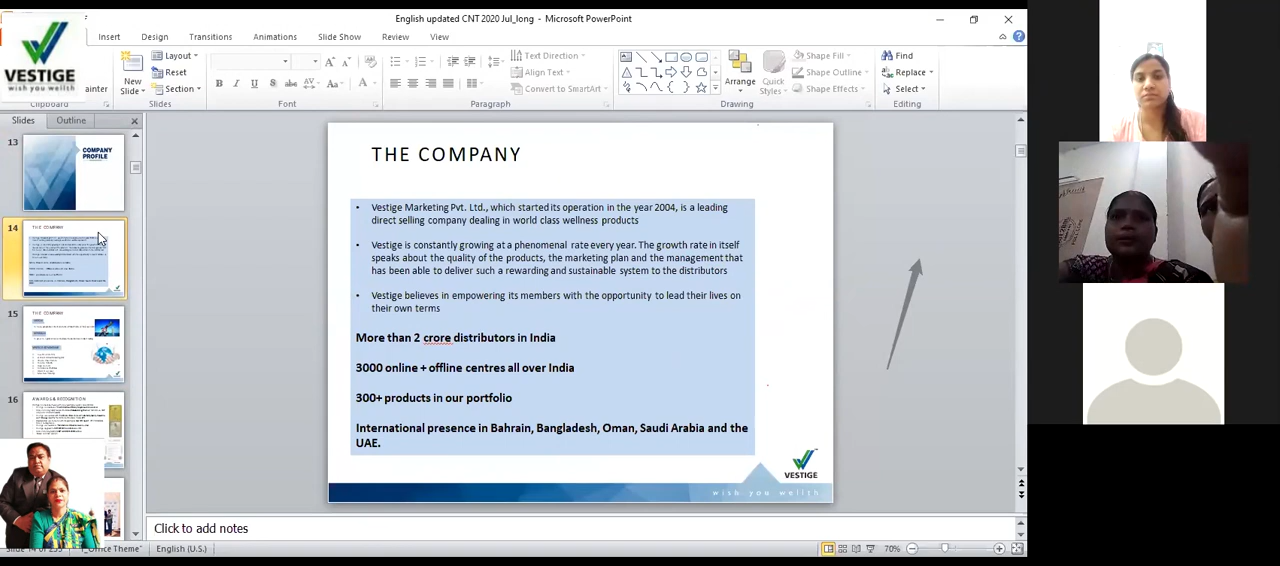 English updated CNT 2020 Jul_long - Microsoft PowerPoint
VESTIGE
wish you wellth
Insert Design Transitions Animations Slide Show Review View
New Slide
Layout
Reset
Section
Text Direction
Align Text
Convert to SmartArt
Arrange
Quick Styles
Shape Fill
Shape Outline
Shape Effects
Find
Replace
Select
Clipboard Slides Font Paragraph Drawing Editing
Slides Outline
13
COMPANY
PROFILE
14
THE COMPANY
15
THE COMPANY
16
AWARDS & RECOGNITION
THE COMPANY
• Vestige Marketing Pvt. Ltd., which started its operation in the year 2004, is a leading
direct selling company dealing in world class wellness products
• Vestige is constantly growing at a phenomenal rate every year. The growth rate in itself
speaks about the quality of the products, the marketing plan and the management that
has been able to deliver such a rewarding and sustainable system to the distributors
• Vestige believes in empowering its members with the opportunity to lead their lives on
their own terms
More than 2 crore distributors in India
3000 online + offline centres all over India
300+ products in our portfolio
International presence in Bahrain, Bangladesh, Oman, Saudi Arabia and the
UAE.
VESTIGE
wish you wellth
Click to add notes
English (U.S.)
70%